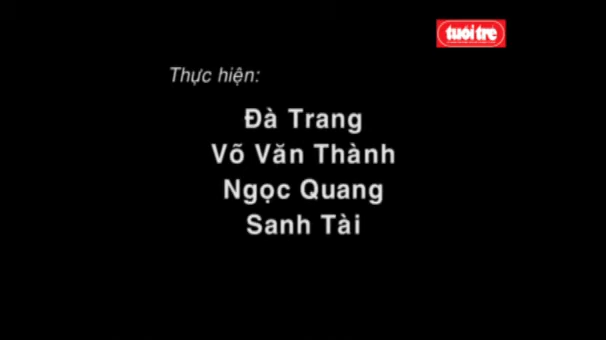 tuổi trẻ
Thực hiện:
Đà Trang
Võ Văn Thành
Ngọc Quang
Sanh Tài